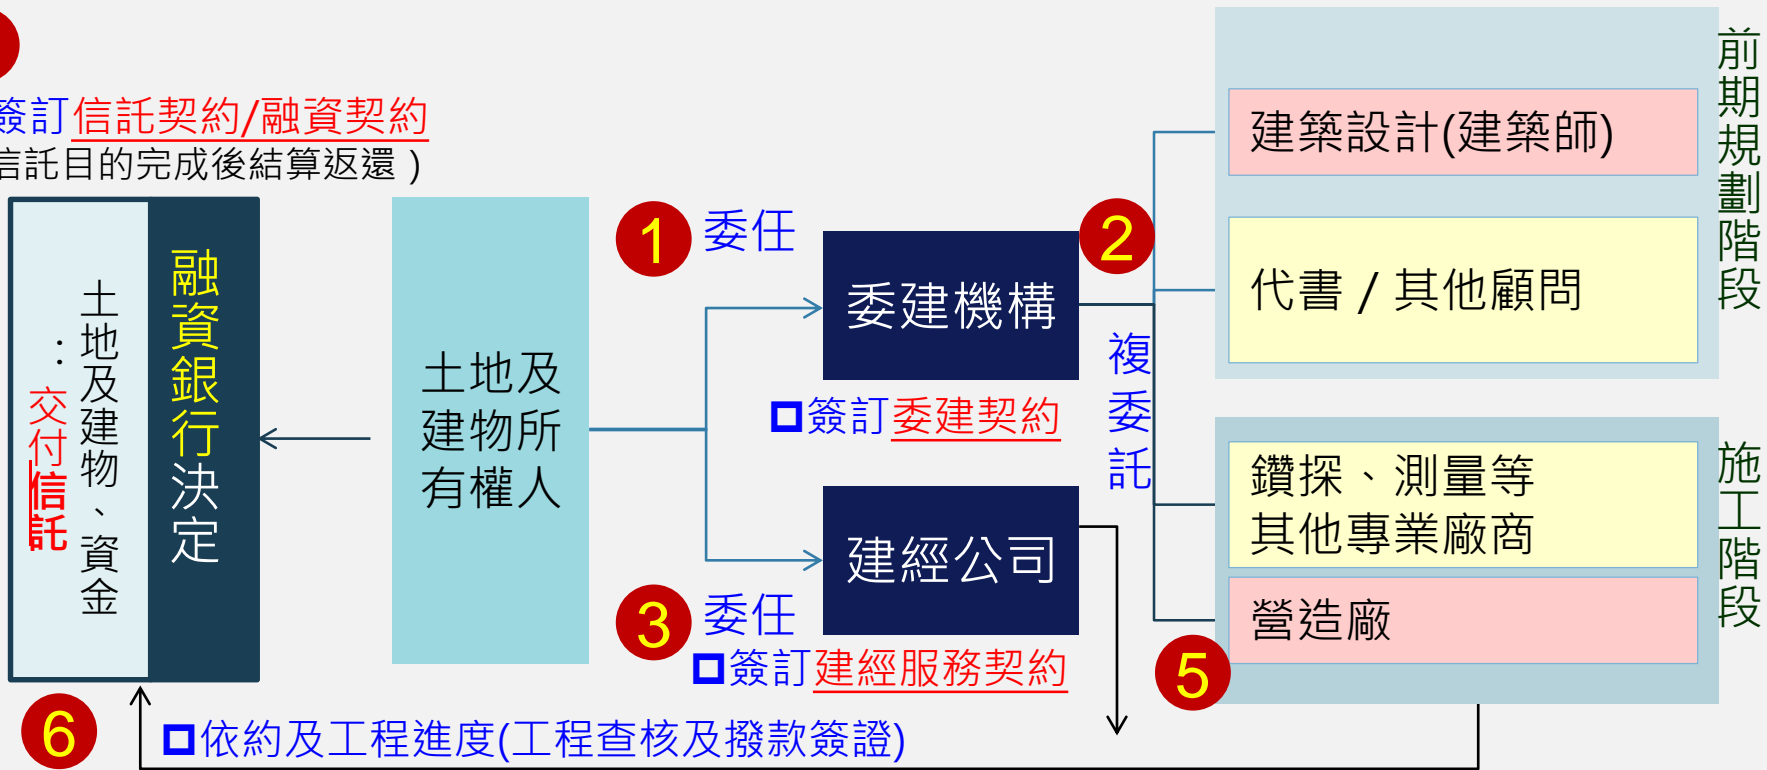 簽訂信託契約/融資契約
信託目的完成後結算返還 )
融資銀行決定
土地及建物、資金
：交付信託
土地及
建物所
有權人
1
委任
委建機構
簽訂委建契約
3
委任
建經公司
簽訂建經服務契約
2
複委託
建築設計(建築師)
代書 / 其他顧問
前期規劃階段
鑽探、測量等
其他專業廠商
營造廠
5
施工階段
6
依約及工程進度(工程查核及撥款簽證)